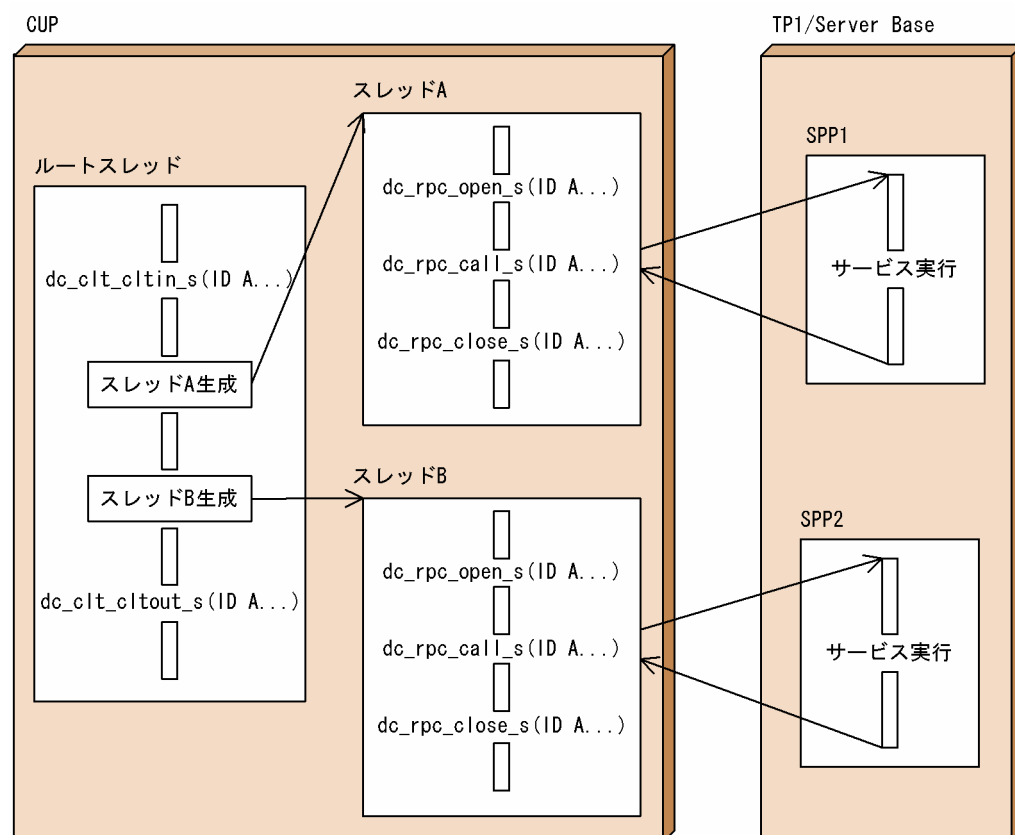 CUP
TP1/Server Base
ルートスレッド
dc_clt_cltin_s(ID A...)
スレッドA生成
スレッドB生成
dc_clt_cltout_s(ID A...)
スレッドA
dc_rpc_open_s(ID A...)
dc_rpc_call_s(ID A...)
dc_rpc_close_s(ID A...)
スレッドB
dc_rpc_open_s(ID A...)
dc_rpc_call_s(ID A...)
dc_rpc_close_s(ID A...)
SPP1
サービス実行
SPP2
サービス実行